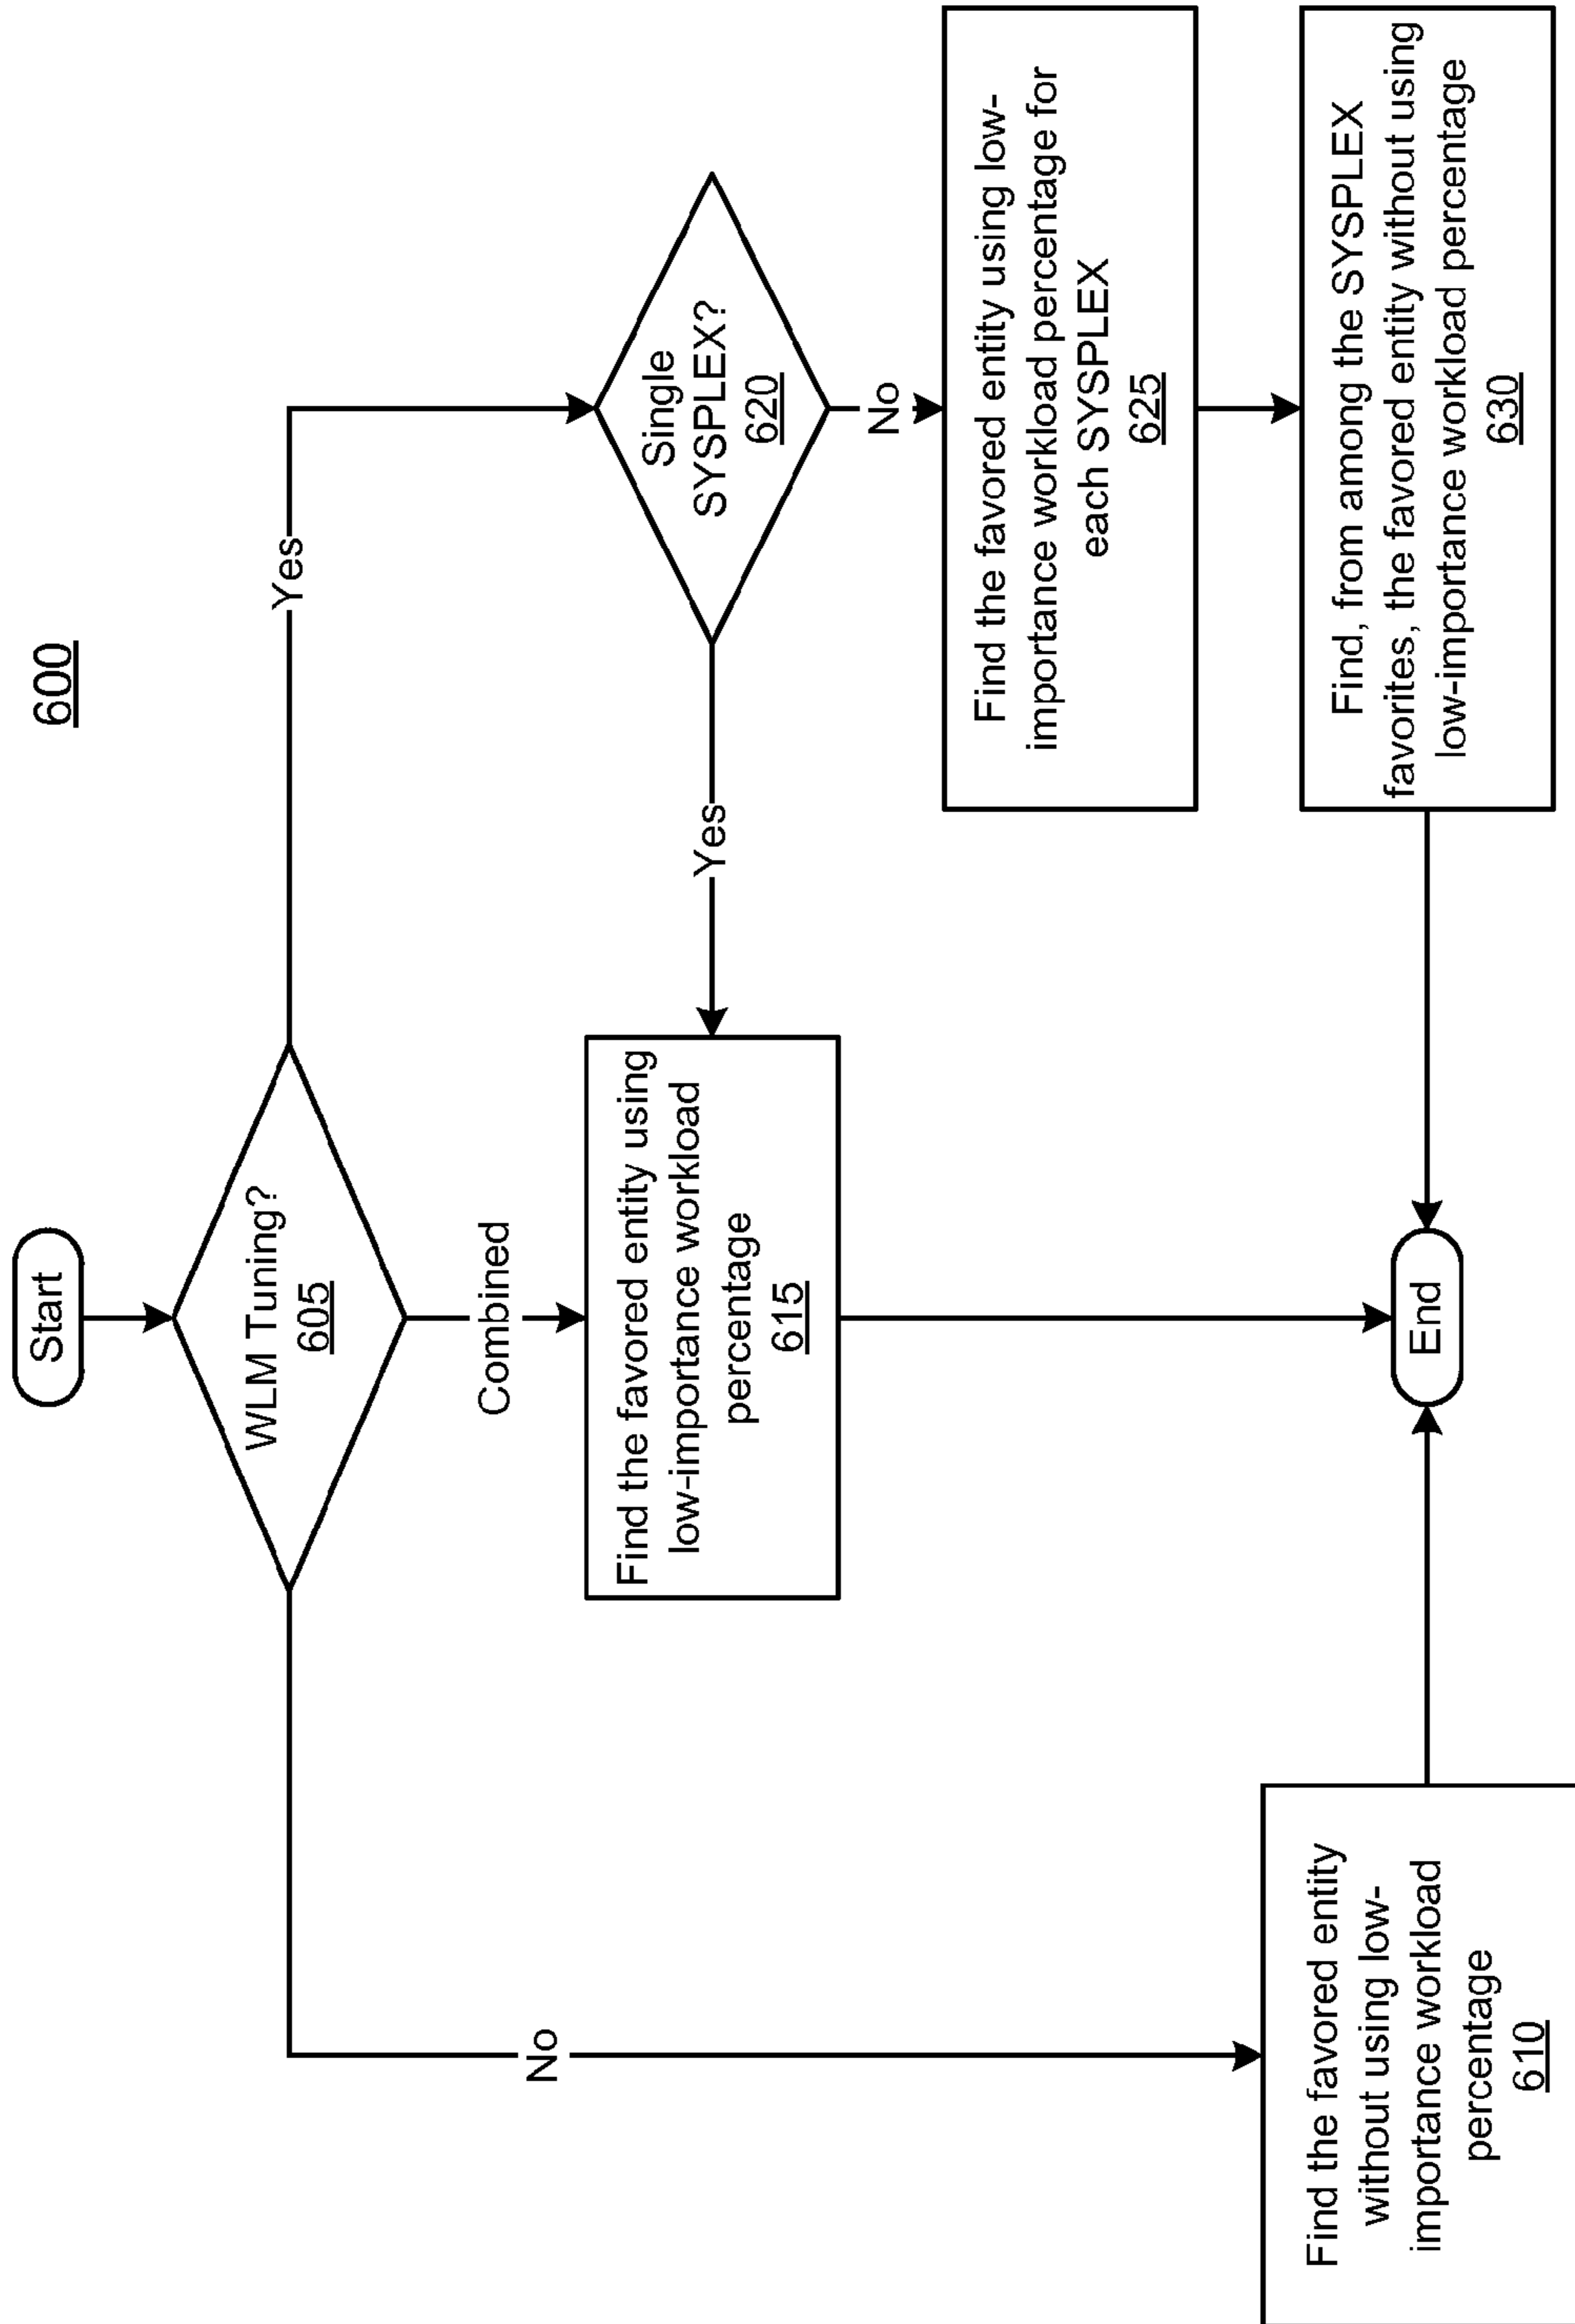 600
Start
WLM Tuning?
605
Yes
No
Combined
Single
SYSPLEX?
620
Yes
No
Find the favored entity using
low-importance workload
percentage
615
Find the favored entity using low-
importance workload percentage for
each SYSPLEX
625
Find, from among the SYSPLEX
favorites, the favored entity without using
low-importance workload percentage
630
Find the favored entity
without using low-
importance workload
percentage
610
End